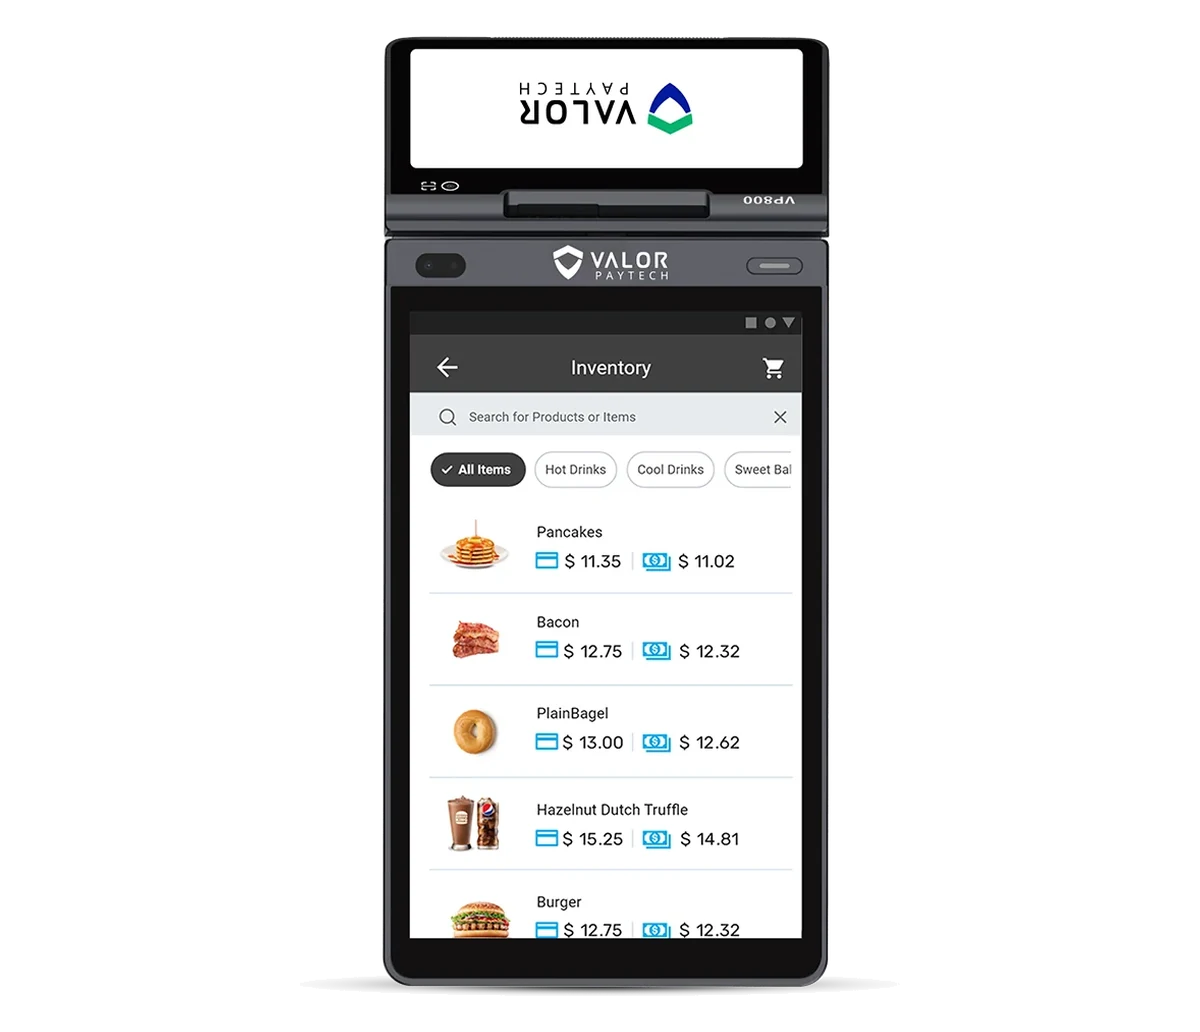 VALOR
PAYTECH
VP800
VALOR
PAYTECH
Inventory
Search for Products or Items
All Items
Hot Drinks
Cool Drinks
Sweet Bal
Pancakes
$ 11.35
$ 11.02
Bacon
$ 12.75
$ 12.32
PlainBagel
$ 13.00
$ 12.62
Hazelnut Dutch Truffle
$ 15.25
$ 14.81
Burger
$ 12.75
$ 12.32